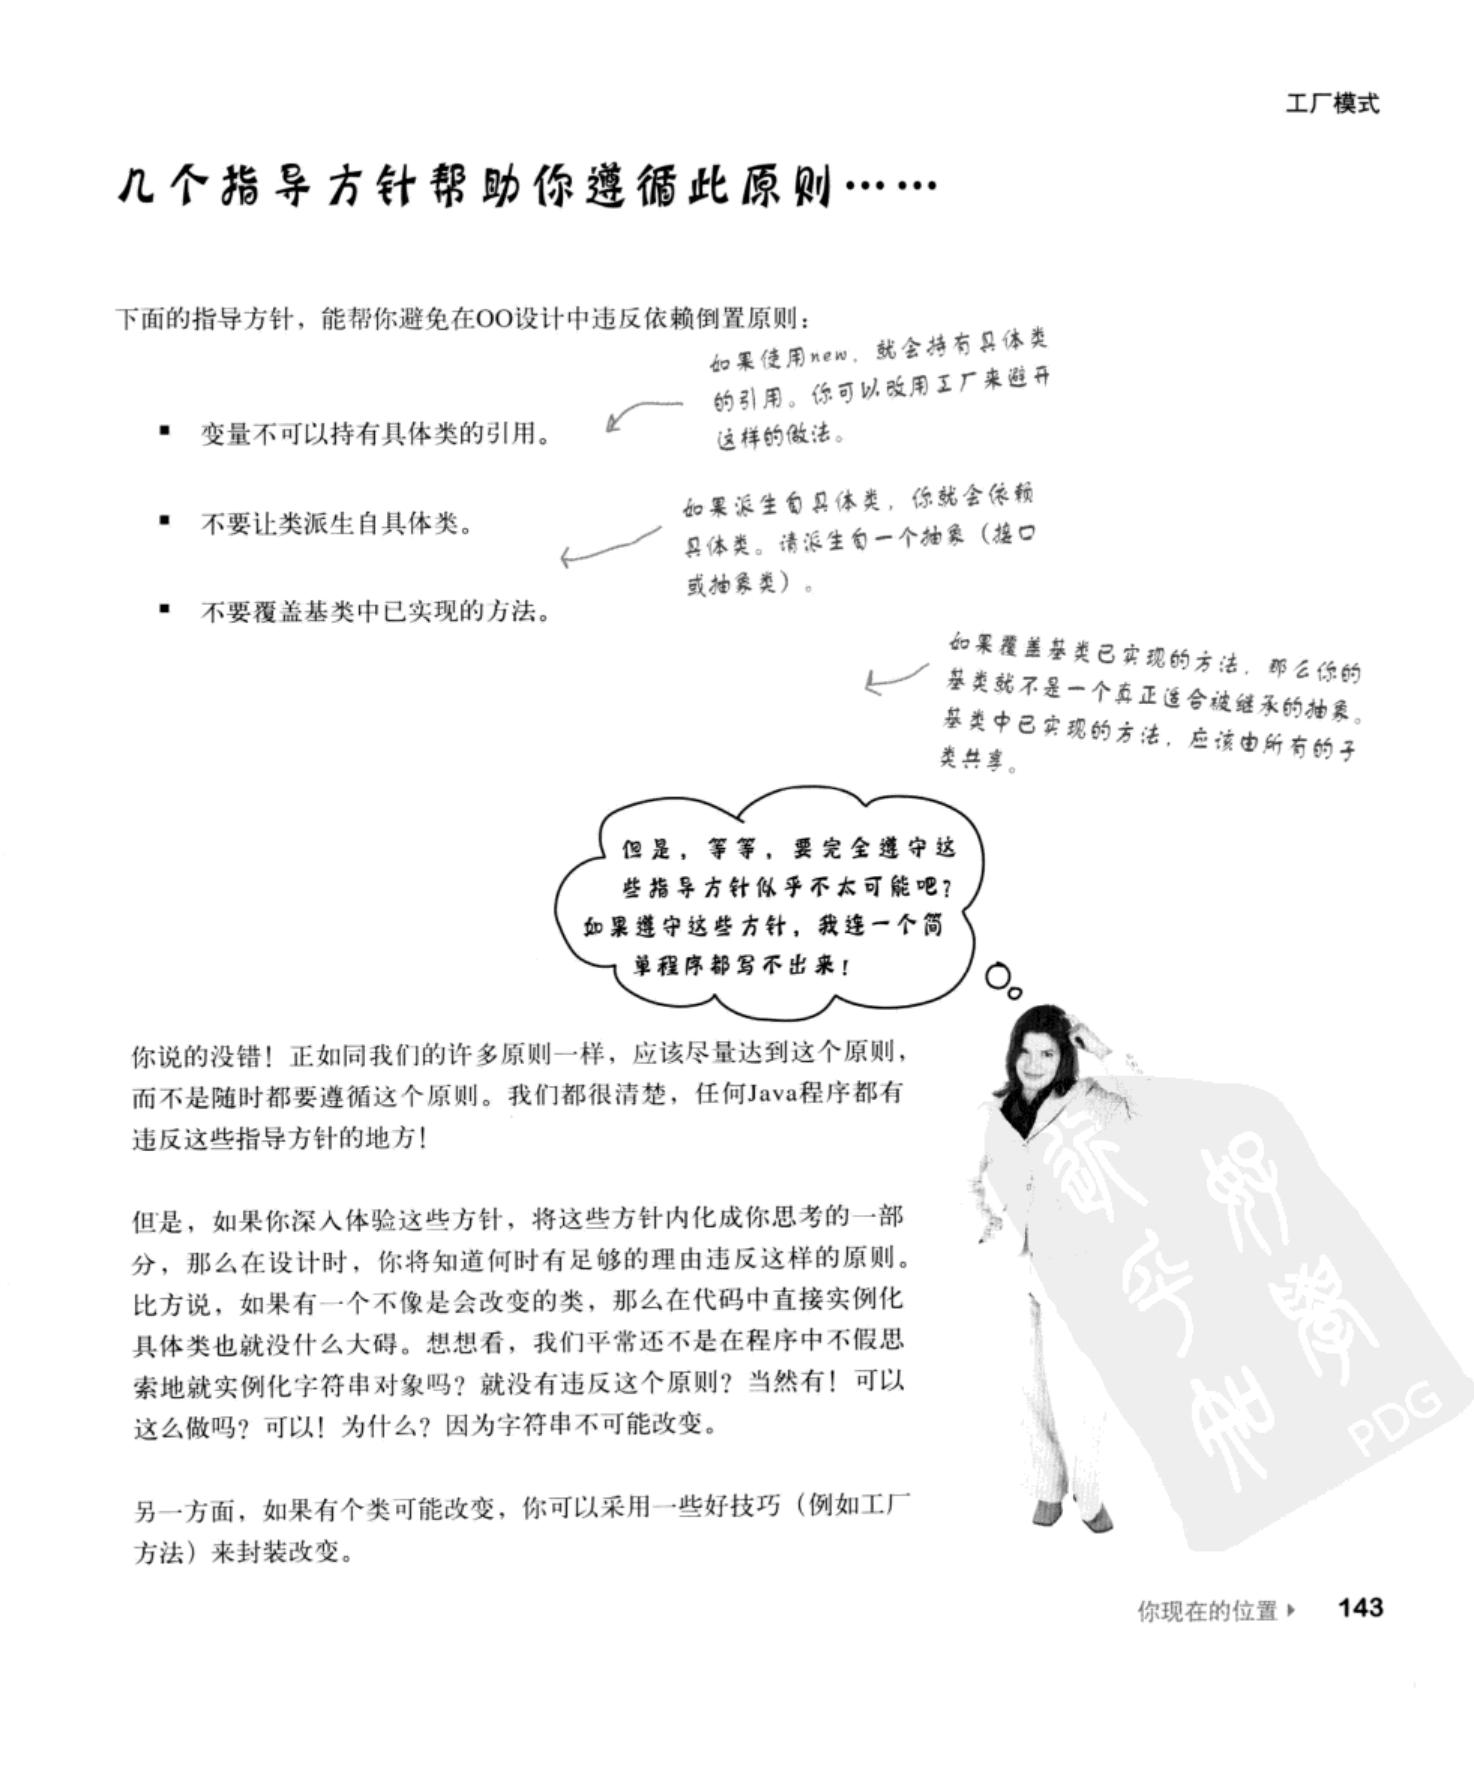 工厂模式
几个指导方针帮助你遵循此原则……
下面的指导方针，能帮你避免在OO设计中违反依赖倒置原则：
如果使用new，就会持有具体类
的引用。你可以改用工厂来避开
这样的做法。
▪ 变量不可以持有具体类的引用。
如果派生自具体类，你就会依赖
具体类。请派生自一个抽象（接口
或抽象类）。
▪ 不要让类派生自具体类。
▪ 不要覆盖基类中已实现的方法。
如果覆盖基类已实现的方法，那么你的
基类就不是一个真正适合被继承的抽象。
基类中已实现的方法，应该由所有的子
类共享。
但是，等等，要完全遵守这
些指导方针似乎不太可能吧？
如果遵守这些方针，我连一个简
单程序都写不出来！
你说的没错！正如同我们的许多原则一样，应该尽量达到这个原则，
而不是随时都要遵循这个原则。我们都很清楚，任何Java程序都有
违反这些指导方针的地方！
但是，如果你深入体验这些方针，将这些方针内化成你思考的一部
分，那么在设计时，你将知道何时有足够的理由违反这样的原则。
比方说，如果有一个不像是会改变的类，那么在代码中直接实例化
具体类也就没什么大碍。想想看，我们平常还不是在程序中不假思
索地就实例化字符串对象吗？就没有违反这个原则？当然有！可以
这么做吗？可以！为什么？因为字符串不可能改变。
另一方面，如果有个类可能改变，你可以采用一些好技巧（例如工厂
方法）来封装改变。
PDG
你现在的位置 ▸ 143